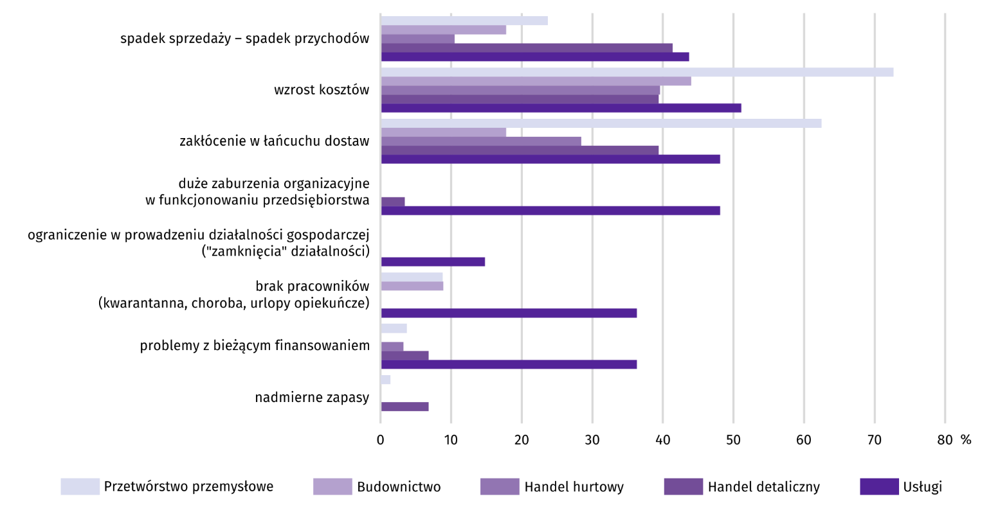 spadek sprzedaży – spadek przychodów
wzrost kosztów
zakłócenie w łańcuchu dostaw
duże zaburzenia organizacyjne
w funkcjonowaniu przedsiębiorstwa
ograniczenie w prowadzeniu działalności gospodarczej
("zamknięcia" działalności)
brak pracowników
(kwarantanna, choroba, urlopy opiekuńcze)
problemy z bieżącym finansowaniem
nadmierne zapasy
0 10 20 30 40 50 60 70 80 %
Przetwórstwo przemysłowe Budownictwo Handel hurtowy Handel detaliczny Usługi